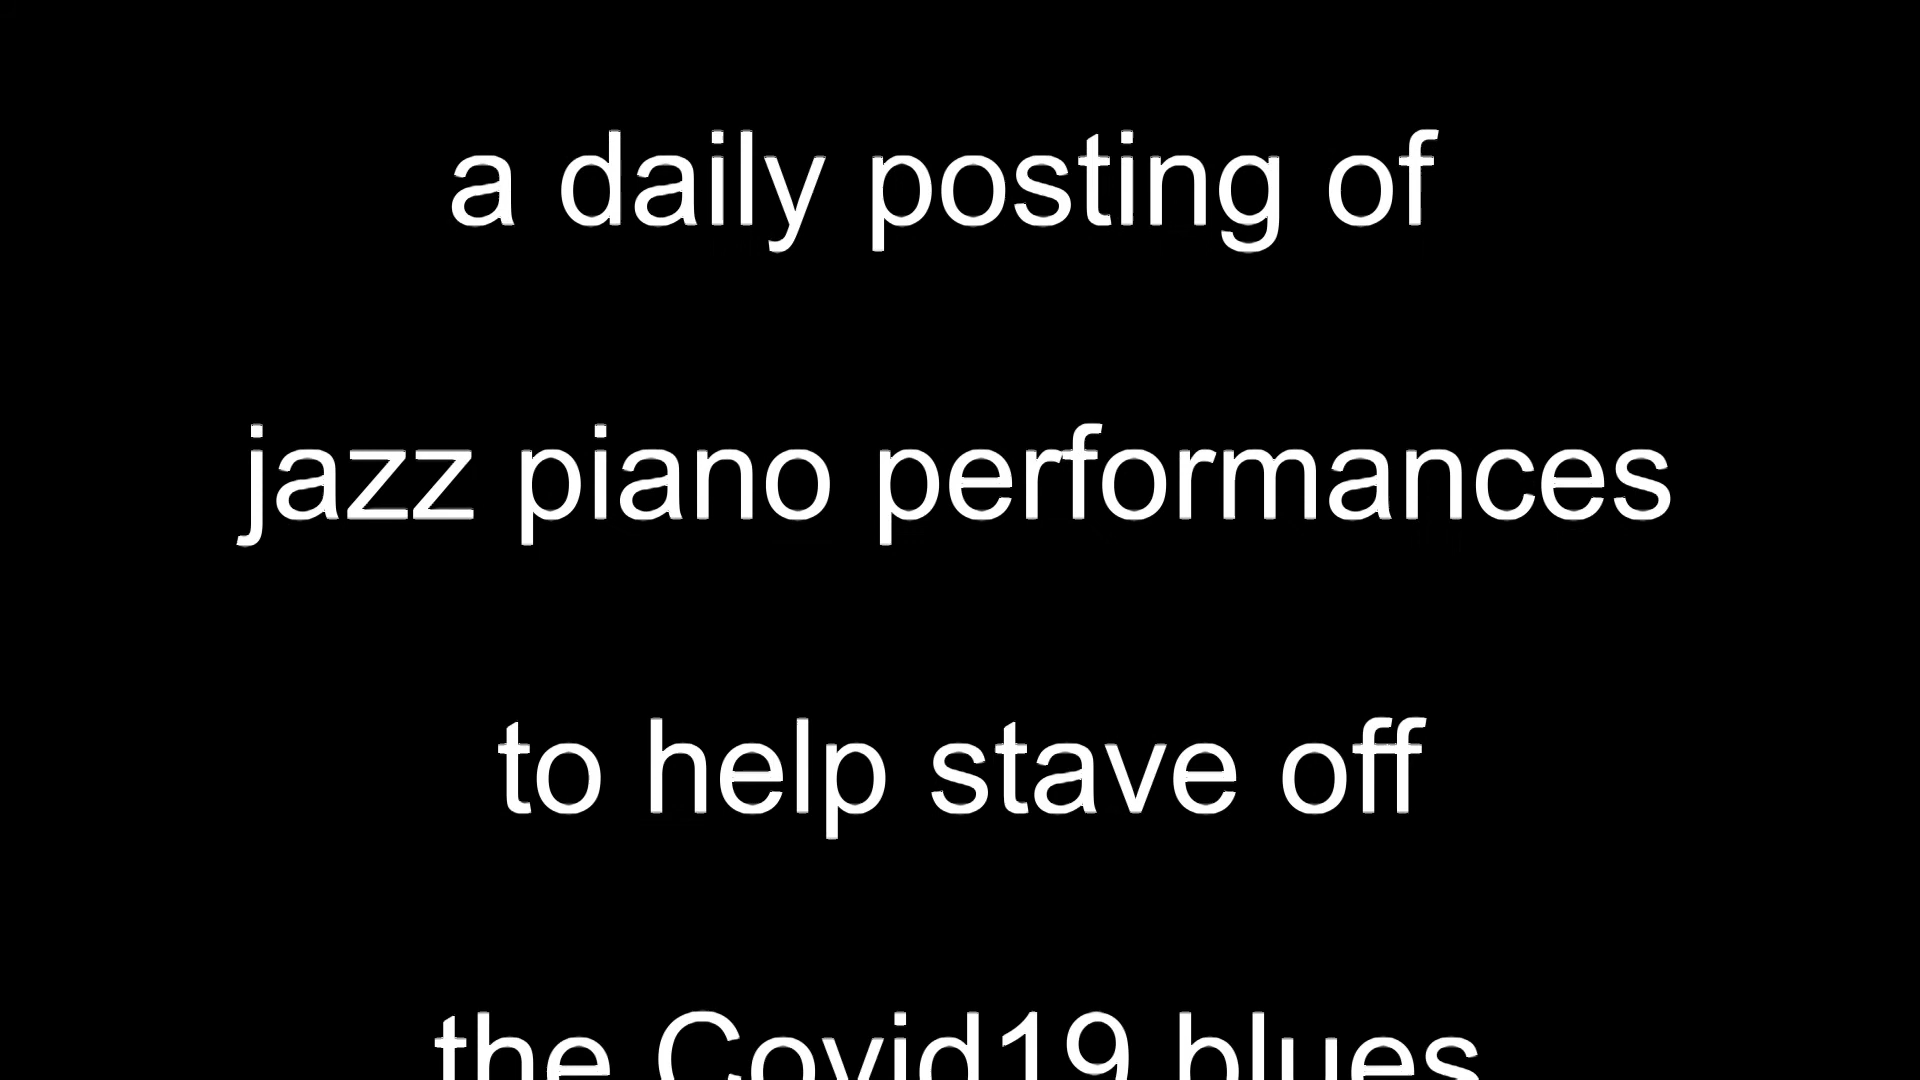 a daily posting of
jazz piano performances
to help stave off
the Covid19 blues